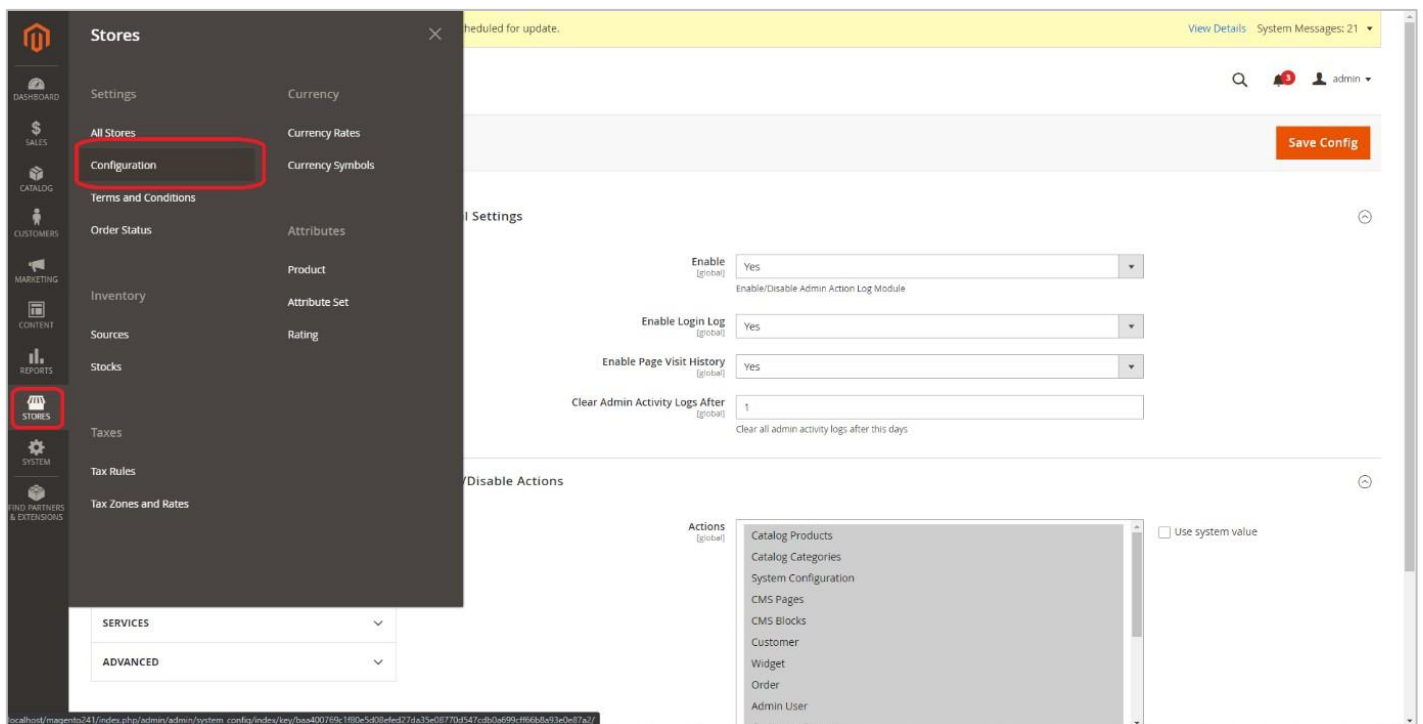 Stores
heduled for update.
View Details System Messages: 21
DASHBOARD
SALES
CATALOG
CUSTOMERS
MARKETING
CONTENT
REPORTS
STORES
SYSTEM
FIND PARTNERS
& EXTENSIONS
Settings
All Stores
Configuration
Terms and Conditions
Order Status
Inventory
Sources
Stocks
Taxes
Tax Rules
Tax Zones and Rates
Currency
Currency Rates
Currency Symbols
Attributes
Product
Attribute Set
Rating
3
admin
Save Config
l Settings
Enable
[global]
Yes
Enable/Disable Admin Action Log Module
Enable Login Log
[global]
Yes
Enable Page Visit History
[global]
Yes
Clear Admin Activity Logs After
[global]
1
Clear all admin activity logs after this days
/Disable Actions
Actions
[global]
Catalog Products
Catalog Categories
System Configuration
CMS Pages
CMS Blocks
Customer
Widget
Order
Admin User
Use system value
SERVICES
ADVANCED